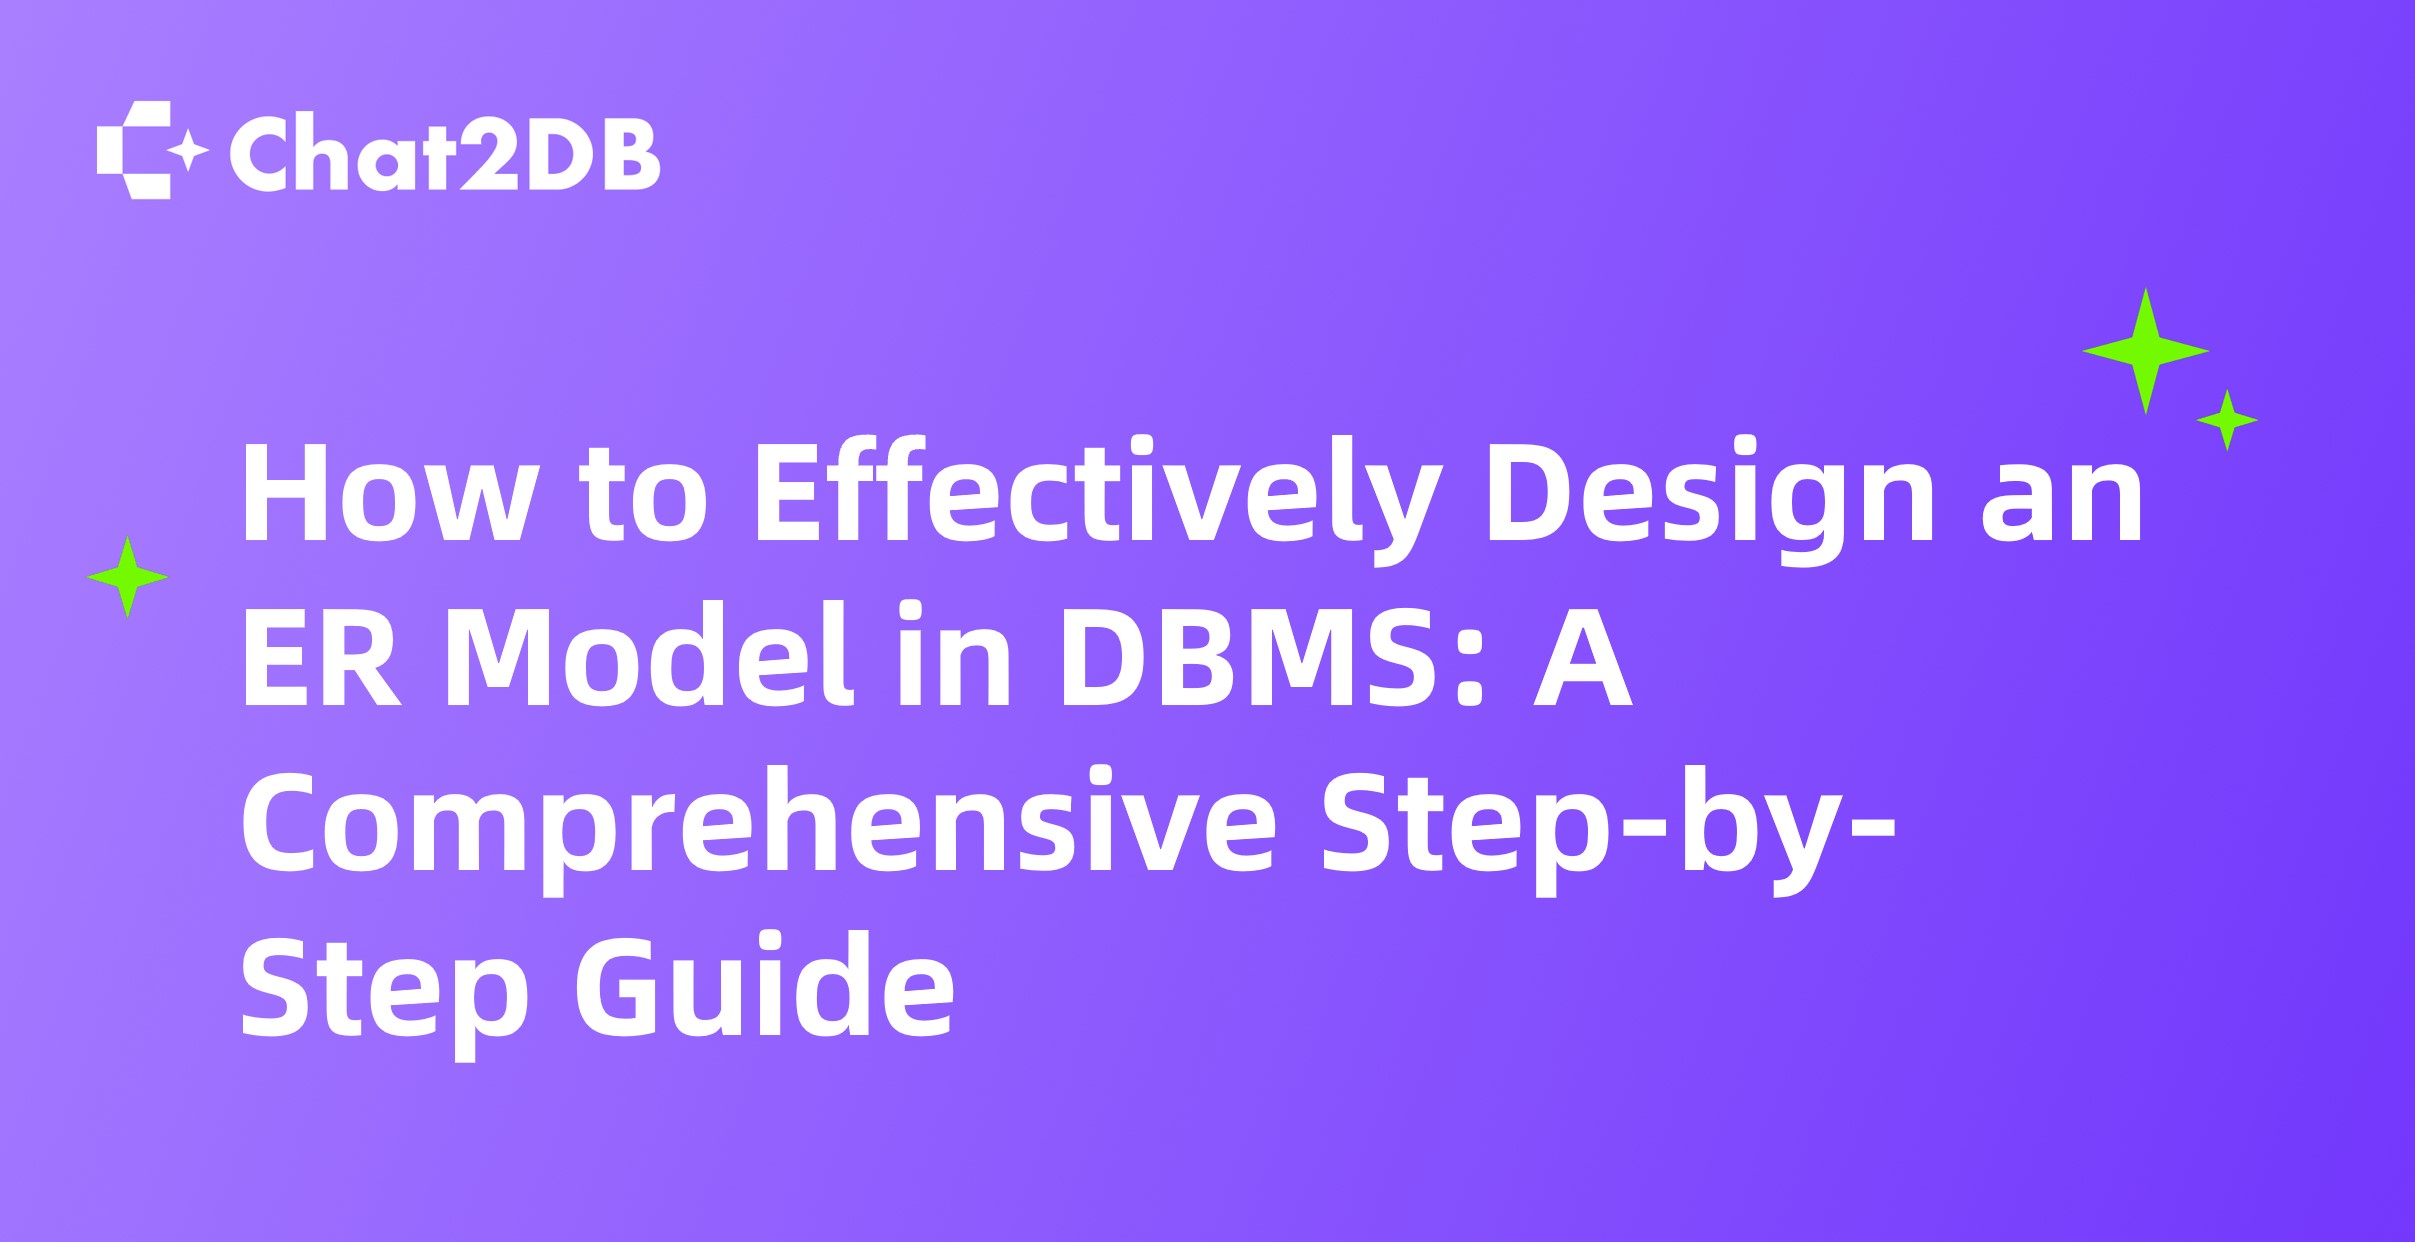 Chat2DB
How to Effectively Design an
ER Model in DBMS: A
Comprehensive Step-by-
Step Guide